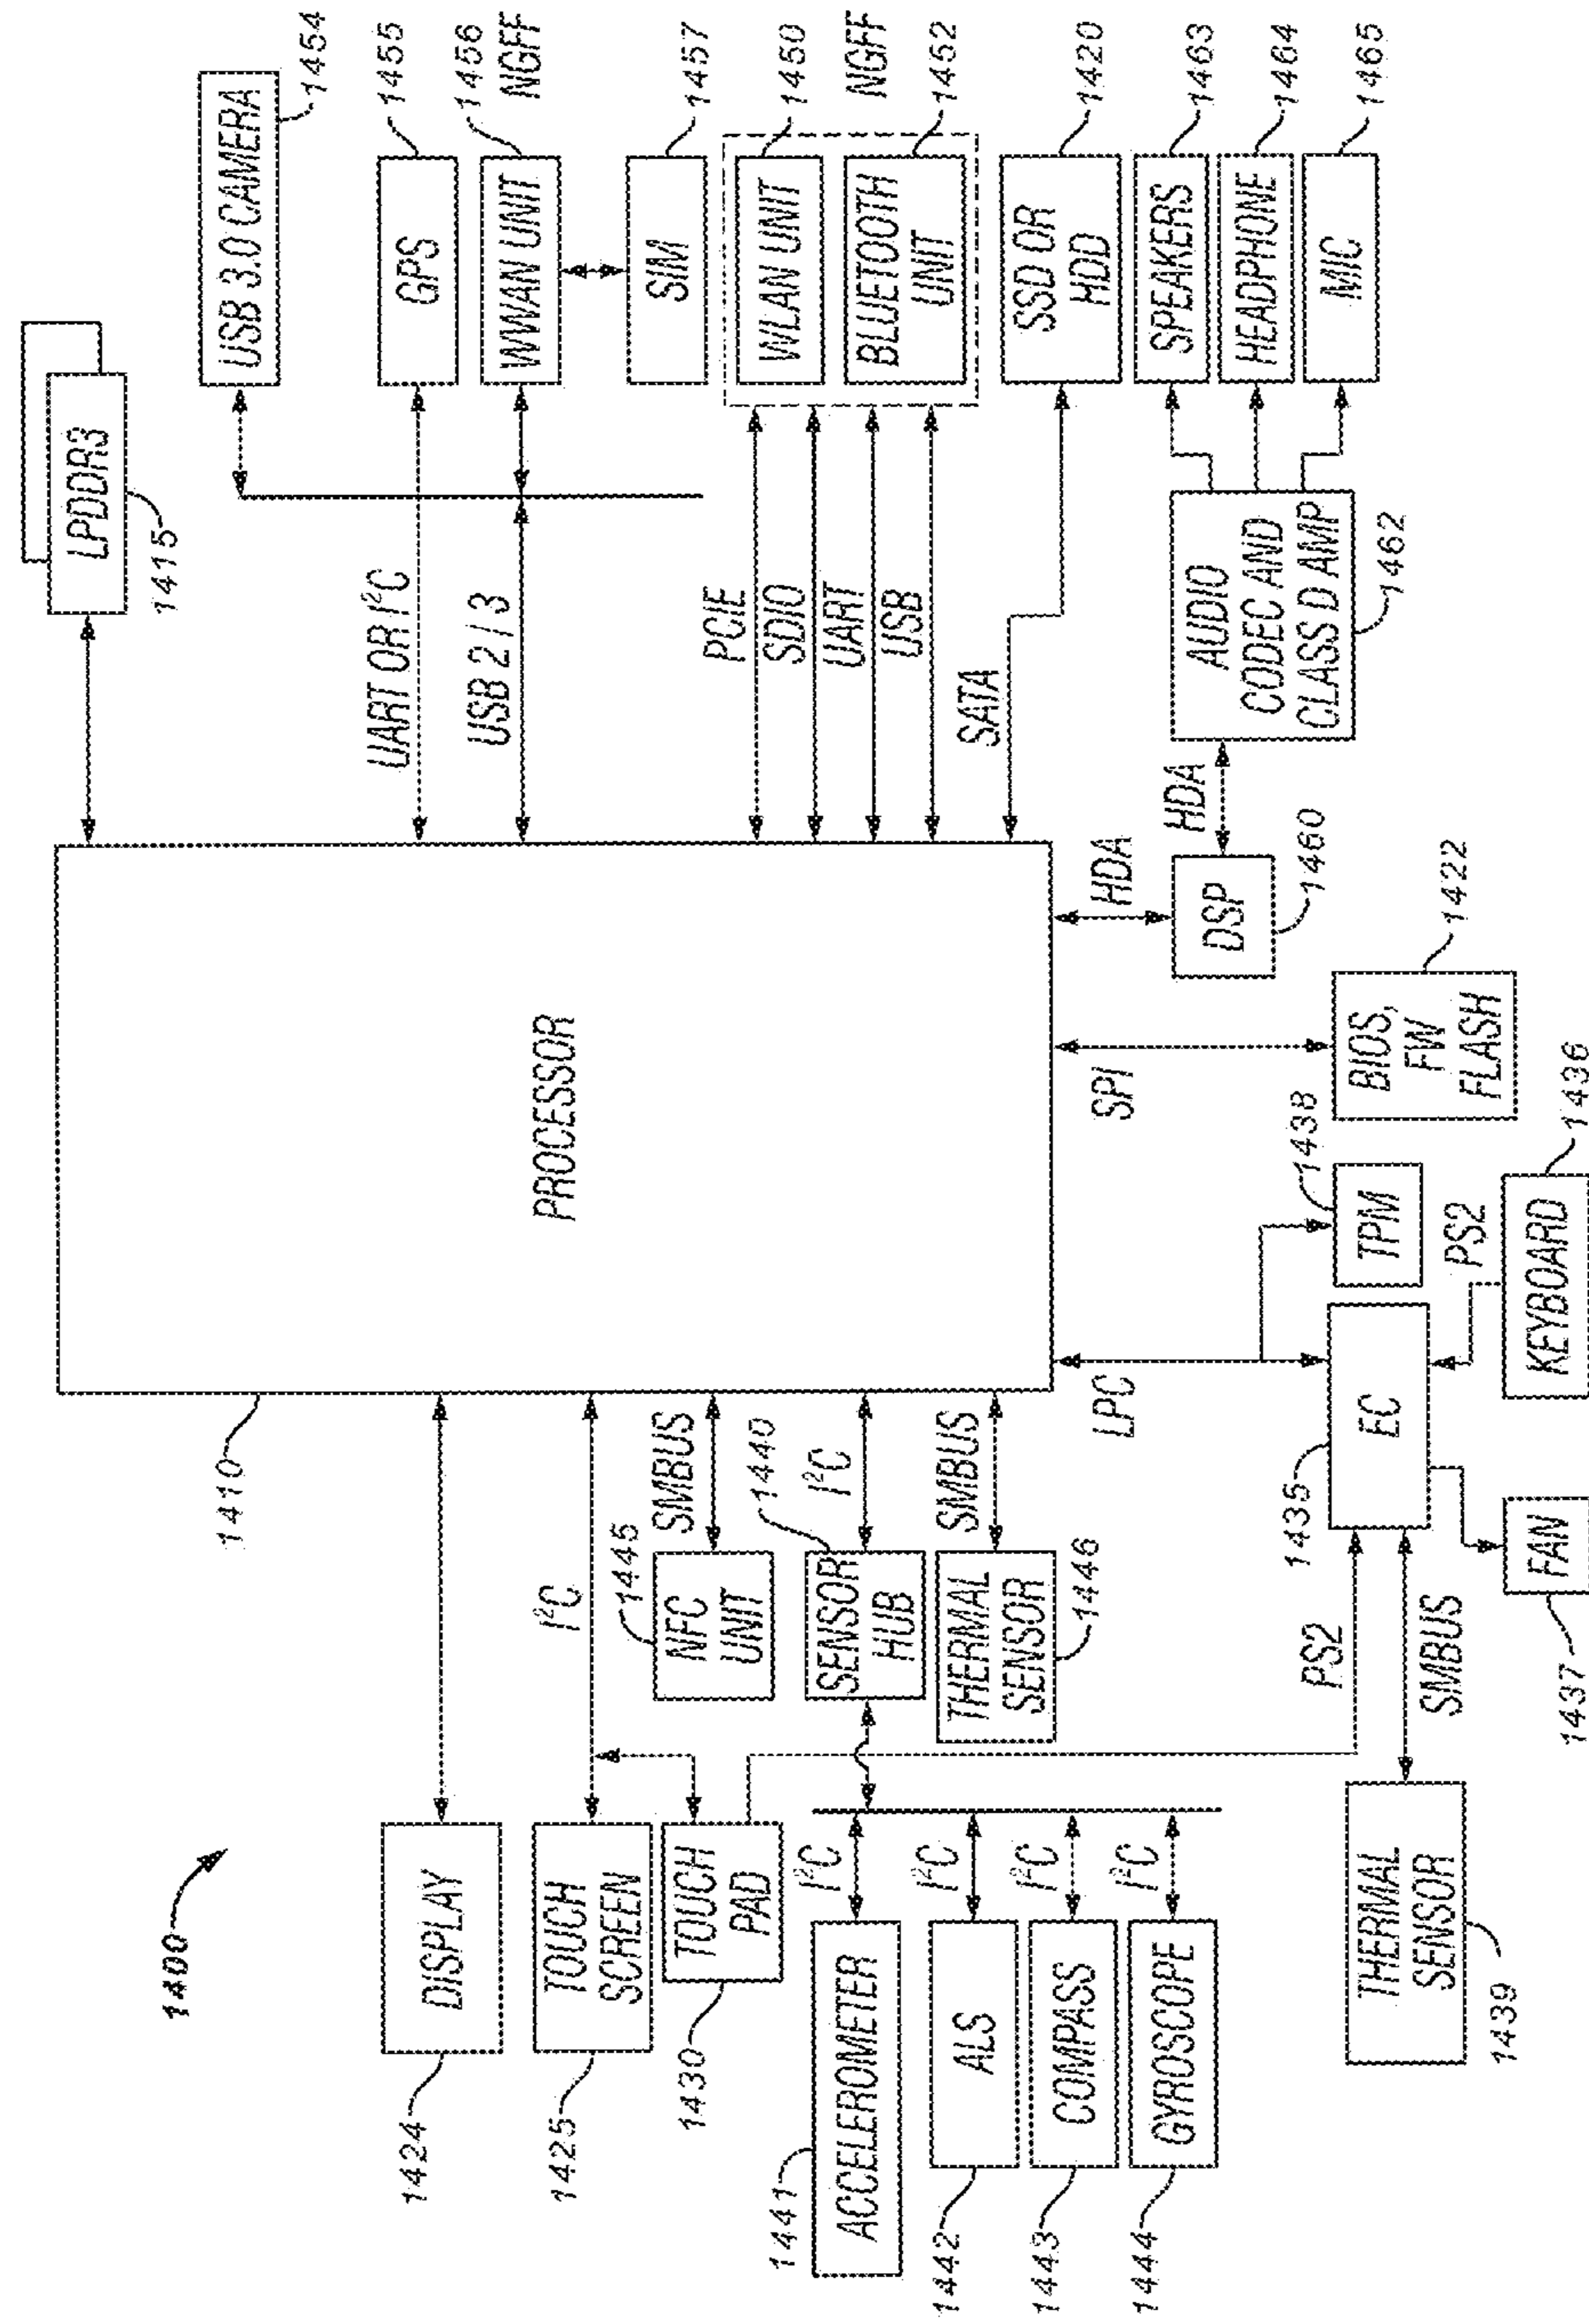 1400
LPDDR3
1415
USB 3.0 CAMERA
1454
1410
PROCESSOR
DISPLAY
1424
UART OR I²C
GPS
1455
USB 2 / 3
WWAN UNIT
1456
NGFF
SIM
1457
I²C
TOUCH
SCREEN
1425
TOUCH
PAD
1430
SMBUS
1445
NFC
UNIT
PCIE
SDIO
UART
USB
WLAN UNIT
1450
BLUETOOTH
UNIT
NGFF
1452
I²C
1440
SENSOR
HUB
SMBUS
THERMAL
SENSOR
1446
SATA
SSD OR
HDD
1420
I²C
ACCELEROMETER
1441
I²C
ALS
1442
I²C
COMPASS
1443
I²C
GYROSCOPE
1444
HDA
DSP
1460
HDA
AUDIO
CODEC AND
CLASS D AMP
1462
SPEAKERS
1463
HEADPHONE
1464
MIC
1465
SPI
BIOS,
FW
FLASH
1422
LPC
TPM
1438
EC
1435
PS2
KEYBOARD
1436
PS2
SMBUS
FAN
1437
THERMAL
SENSOR
1439